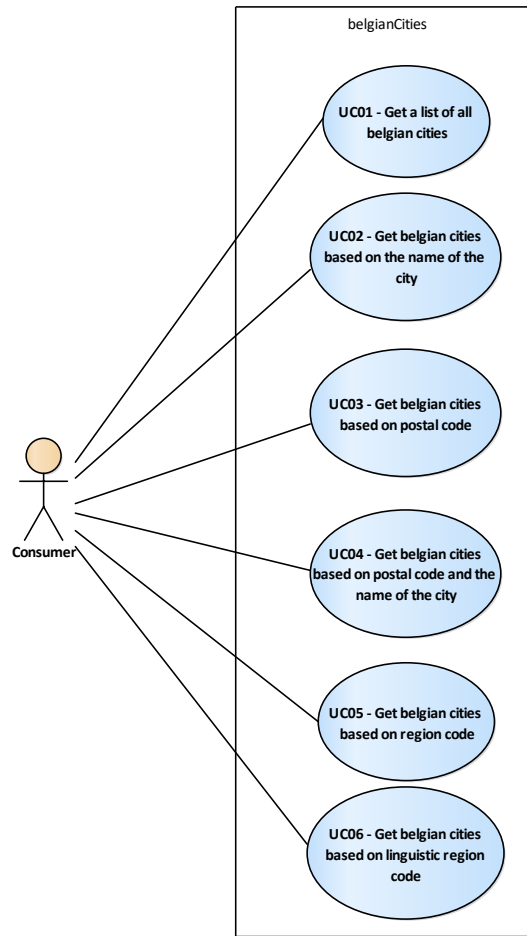 belgianCities
UC01 - Get a list of all
belgian cities
UC02 - Get belgian cities
based on the name of the
city
UC03 - Get belgian cities
based on postal code
Consumer
UC04 - Get belgian cities
based on postal code and the
name of the city
UC05 - Get belgian cities
based on region code
UC06 - Get belgian cities
based on linguistic region
code